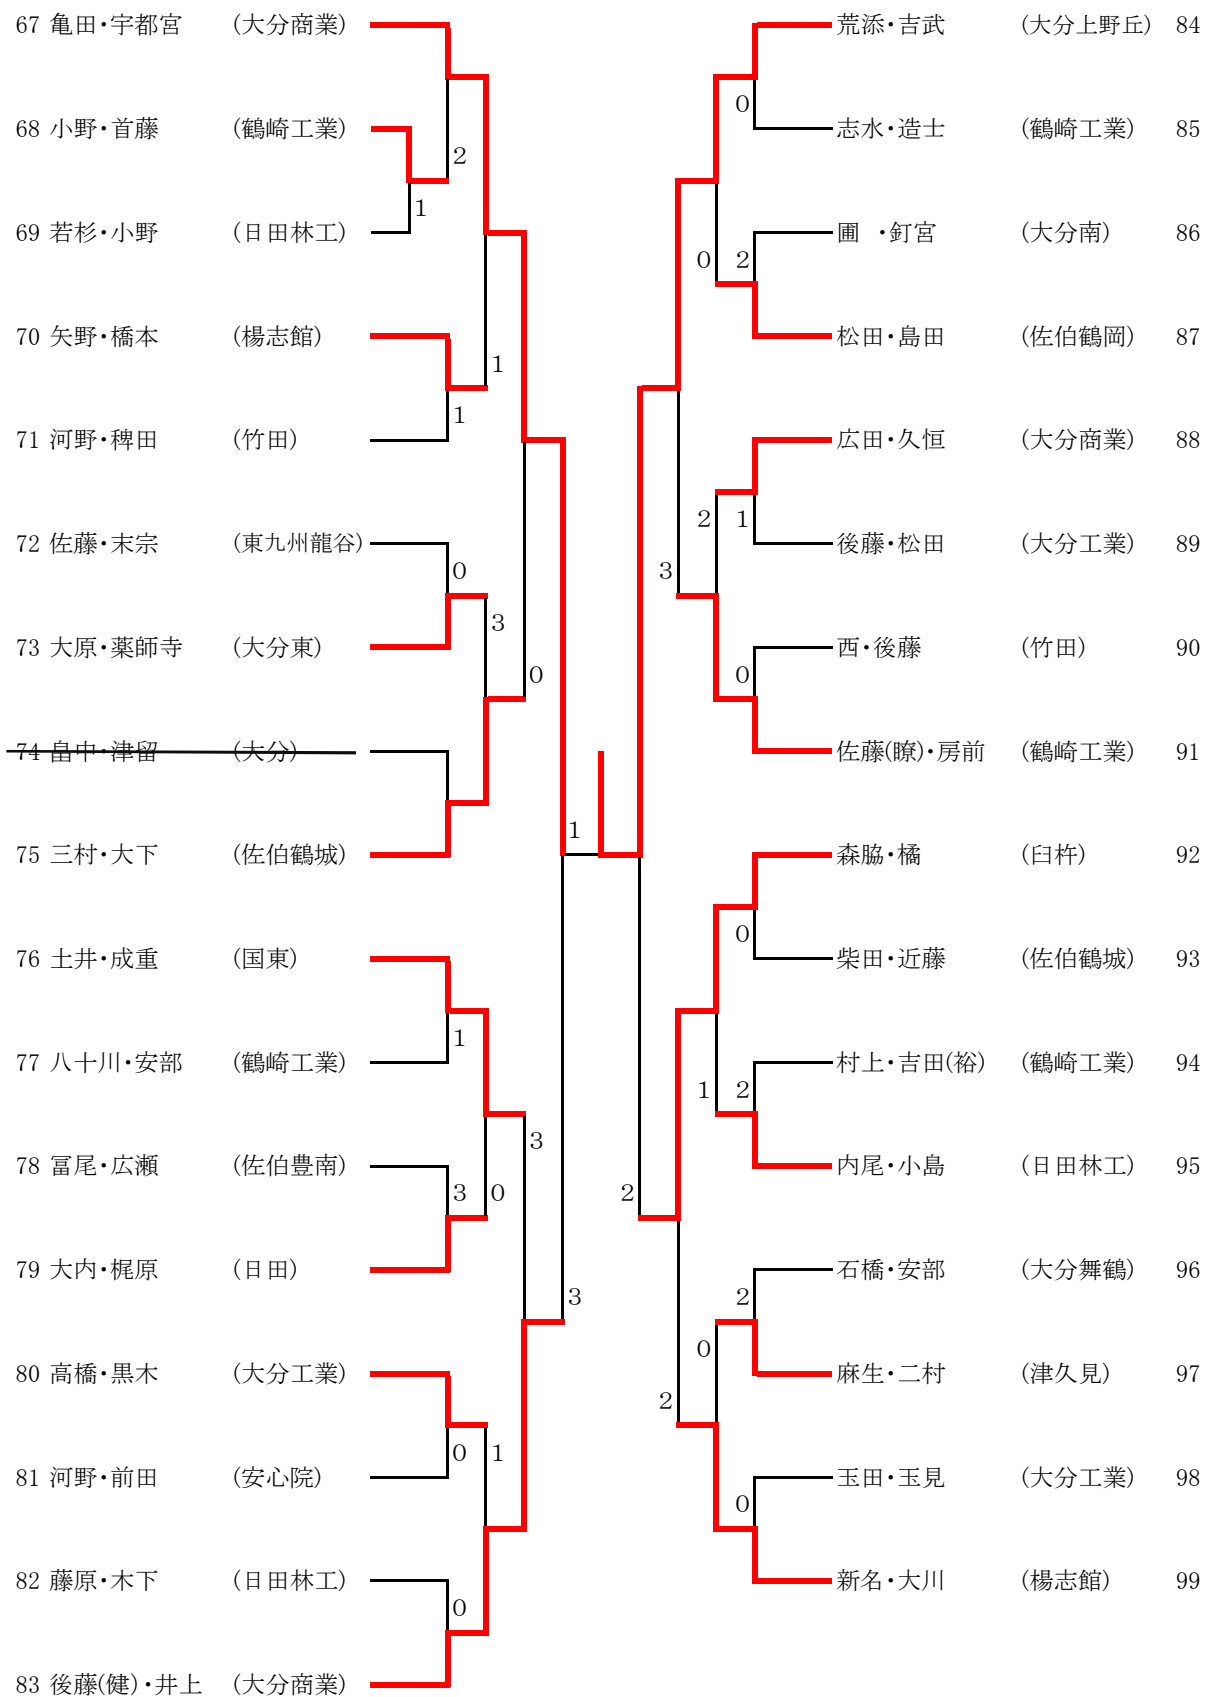 67 亀田・宇都宮 (大分商業)
68 小野・首藤 (鶴崎工業)
2
1
69 若杉・小野 (日田林工)
70 矢野・橋本 (楊志館)
1
1
71 河野・稗田 (竹田)
72 佐藤・末宗 (東九州龍谷)
0
3
73 大原・薬師寺 (大分東)
0
74 畠中・津留 (大分)
1
75 三村・大下 (佐伯鶴城)
76 土井・成重 (国東)
1
77 八十川・安部 (鶴崎工業)
3
78 冨尾・広瀬 (佐伯豊南)
3 0
79 大内・梶原 (日田)
3
80 高橋・黒木 (大分工業)
0 1
81 河野・前田 (安心院)
82 藤原・木下 (日田林工)
0
83 後藤(健)・井上 (大分商業)
荒添・吉武 (大分上野丘) 84
0
志水・造士 (鶴崎工業) 85
圃 ・釘宮 (大分南) 86
0 2
松田・島田 (佐伯鶴岡) 87
広田・久恒 (大分商業) 88
2 1
後藤・松田 (大分工業) 89
3
西・後藤 (竹田) 90
0
佐藤(瞭)・房前 (鶴崎工業) 91
森脇・橘 (臼杵) 92
0
柴田・近藤 (佐伯鶴城) 93
村上・吉田(裕) (鶴崎工業) 94
1 2
内尾・小島 (日田林工) 95
2
石橋・安部 (大分舞鶴) 96
2
0
麻生・二村 (津久見) 97
2
玉田・玉見 (大分工業) 98
0
新名・大川 (楊志館) 99